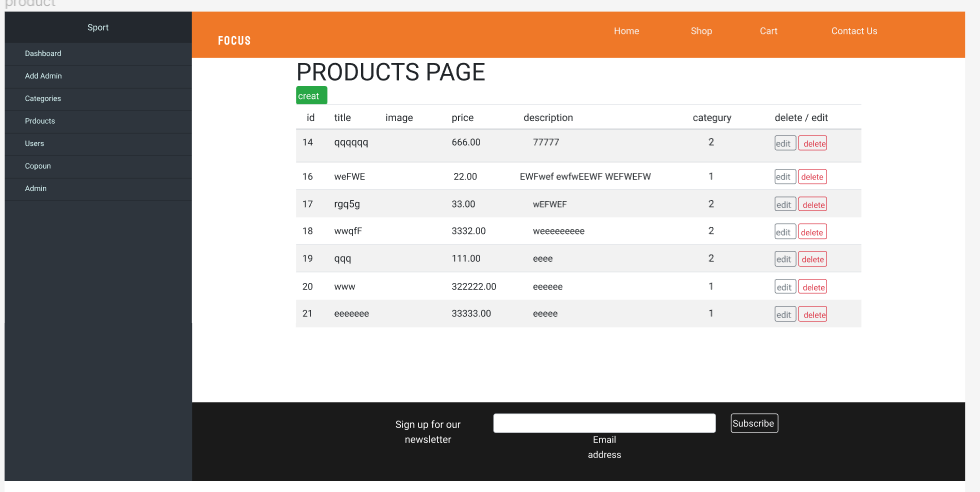 product
Sport
Dashboard
Add Admin
Categories
Prdoucts
Users
Copoun
Admin
FOCUS
Home Shop Cart Contact Us
PRODUCTS PAGE
creat
id title image price description categury delete / edit
14 qqqqqq 666.00 77777 2 edit delete
16 weFWE 22.00 EWFwef ewfwEEWF WEFWEFW 1 edit delete
17 rgq5g 33.00 wEFWEF 2 edit delete
18 wwqfF 3332.00 weeeeeeeee 2 edit delete
19 qqq 111.00 eeee 2 edit delete
20 www 322222.00 eeeeee 1 edit delete
21 eeeeeee 33333.00 eeeee 1 edit delete
Sign up for our
newsletter
Email
address
Subscribe